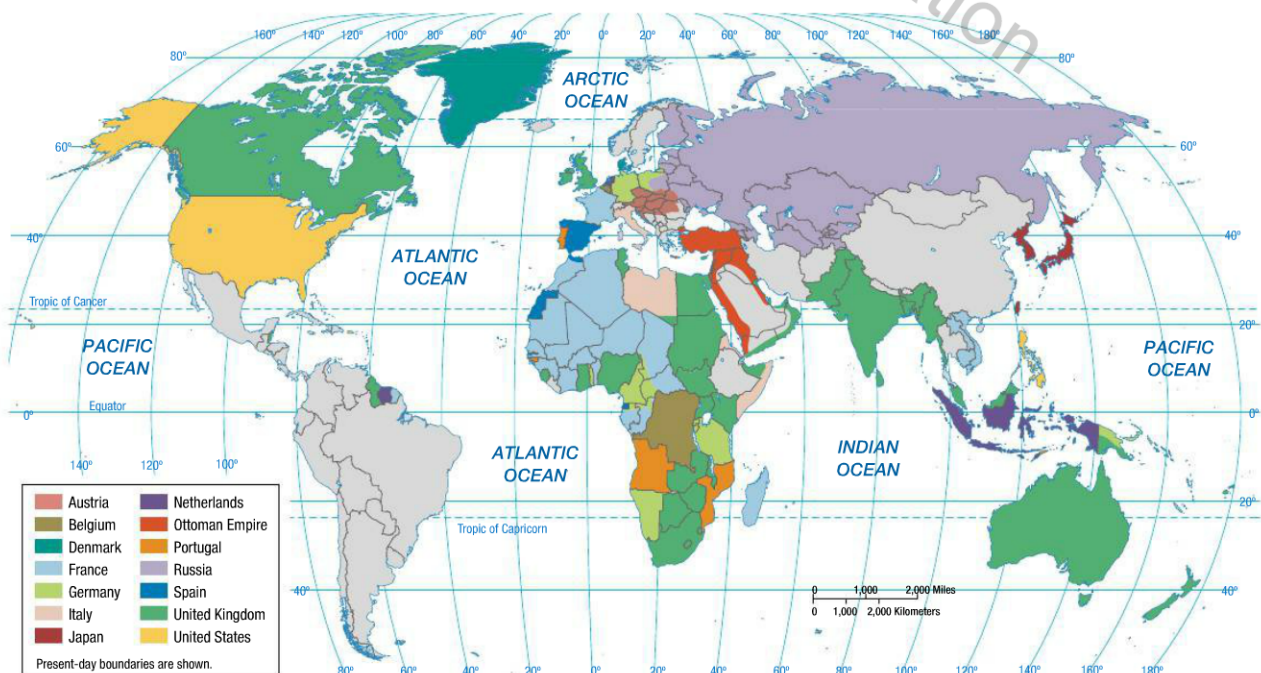 160° 140° 120° 100° 80° 60° 40° 20° 0° 20° 40° 60° 80° 100° 120° 140° 160° 180°
80°
80°
ARCTIC
OCEAN
60°
60°
40°
40°
ATLANTIC
OCEAN
Tropic of Cancer
20°
20°
PACIFIC
OCEAN
PACIFIC
OCEAN
Equator
0°
0°
ATLANTIC
OCEAN
INDIAN
OCEAN
140° 120° 100°
20°
Tropic of Capricorn
Austria
Belgium
Denmark
France
Germany
Italy
Japan
Netherlands
Ottoman Empire
Portugal
Russia
Spain
United Kingdom
United States
Present-day boundaries are shown.
40°
40°
0 1,000 2,000 Miles
0 1,000 2,000 Kilometers
80° 60° 40° 20° 0° 20° 40° 60° 80° 100° 120° 140° 160° 180°